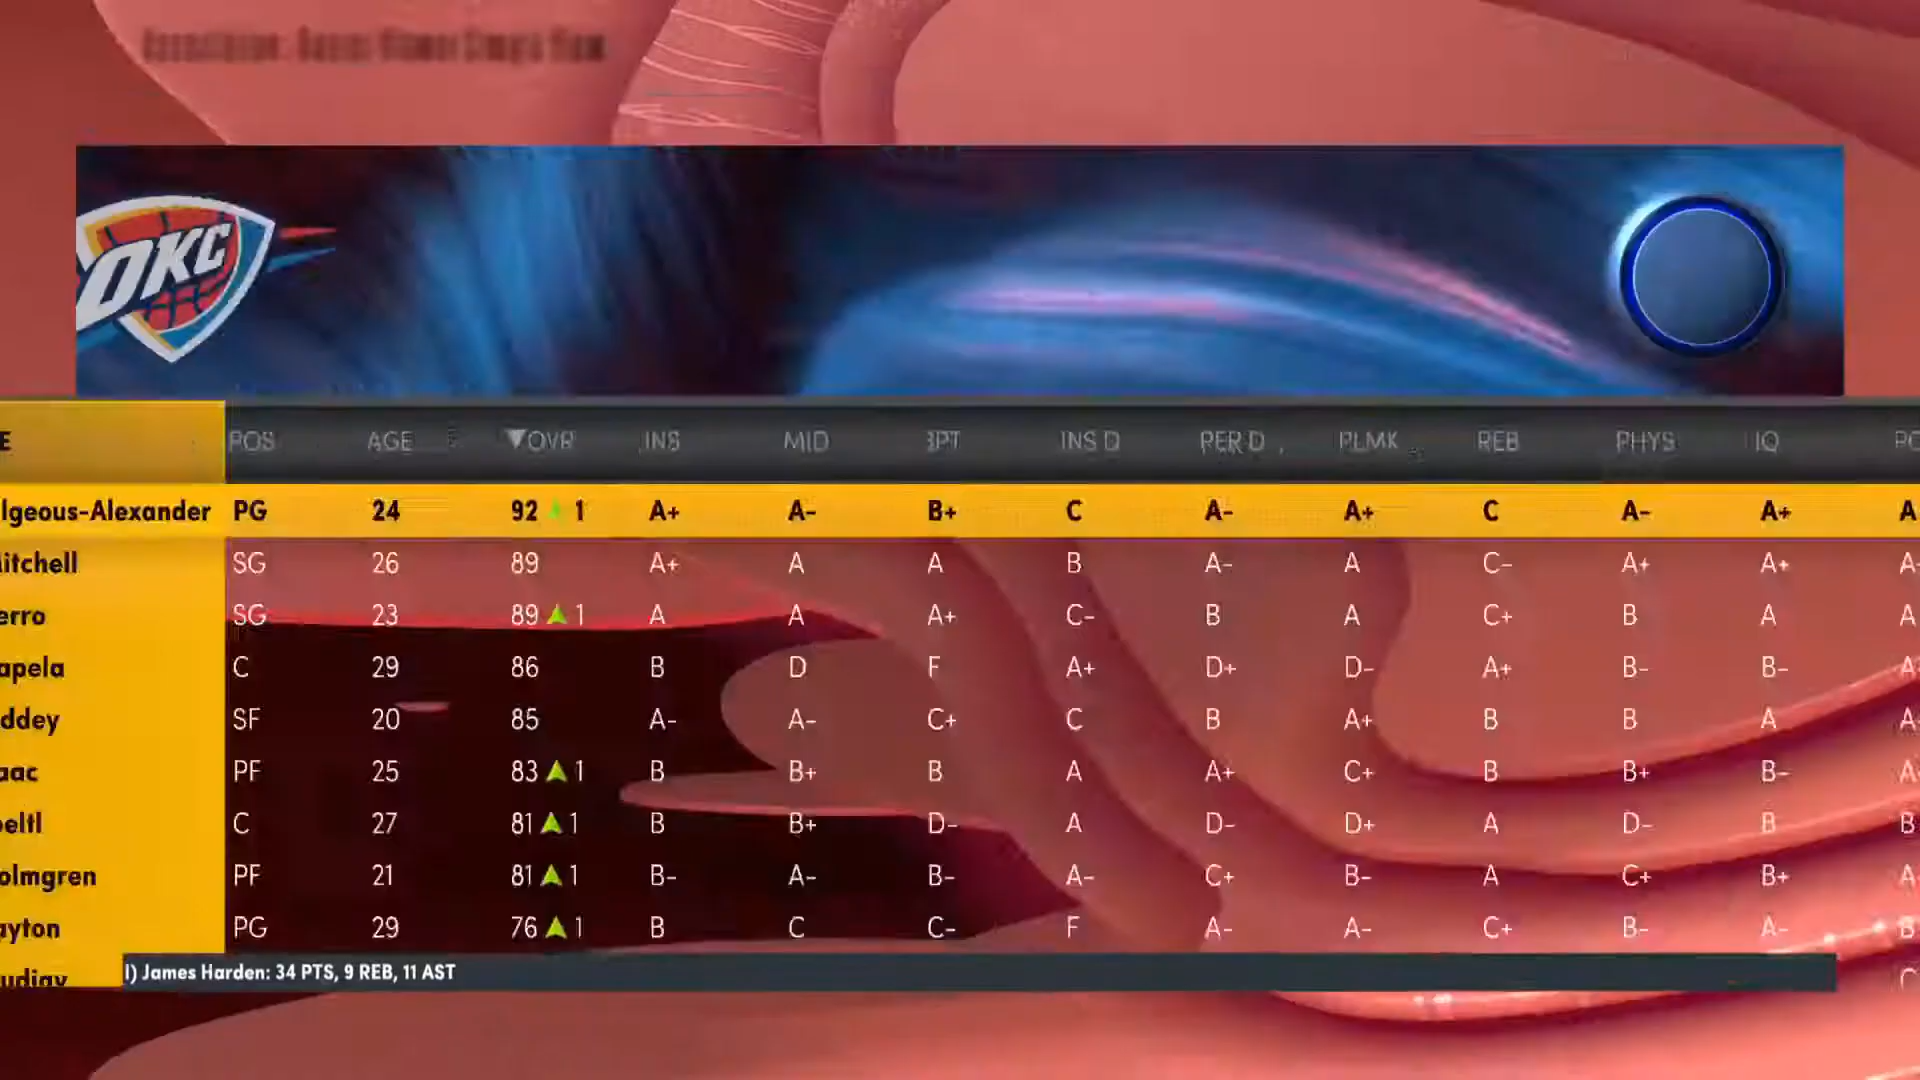 OKC
E POS AGE ▼OVR INS MID 3PT INS D PER D PLMK REB PHYS IQ PO
lgeous-Alexander PG 24 92 ▲ 1 A+ A- B+ C A- A+ C A- A+ A
itchell SG 26 89 A+ A A B A- A C- A+ A+ A-
erro SG 23 89 ▲ 1 A A A+ C- B A C+ B A A
apela C 29 86 B D F A+ D+ D- A+ B- B- A
ddey SF 20 85 A- A- C+ C B A+ B B A A-
aac PF 25 83 ▲ 1 B B+ B A A+ C+ B B+ B- A-
eltl C 27 81 ▲ 1 B B+ D- A D- D+ A D- B B
olmgren PF 21 81 ▲ 1 B- A- B- A- C+ B- A C+ B+ A-
ayton PG 29 76 ▲ 1 B C C- F A- A- C+ B- A- B
C
l) James Harden: 34 PTS, 9 REB, 11 AST